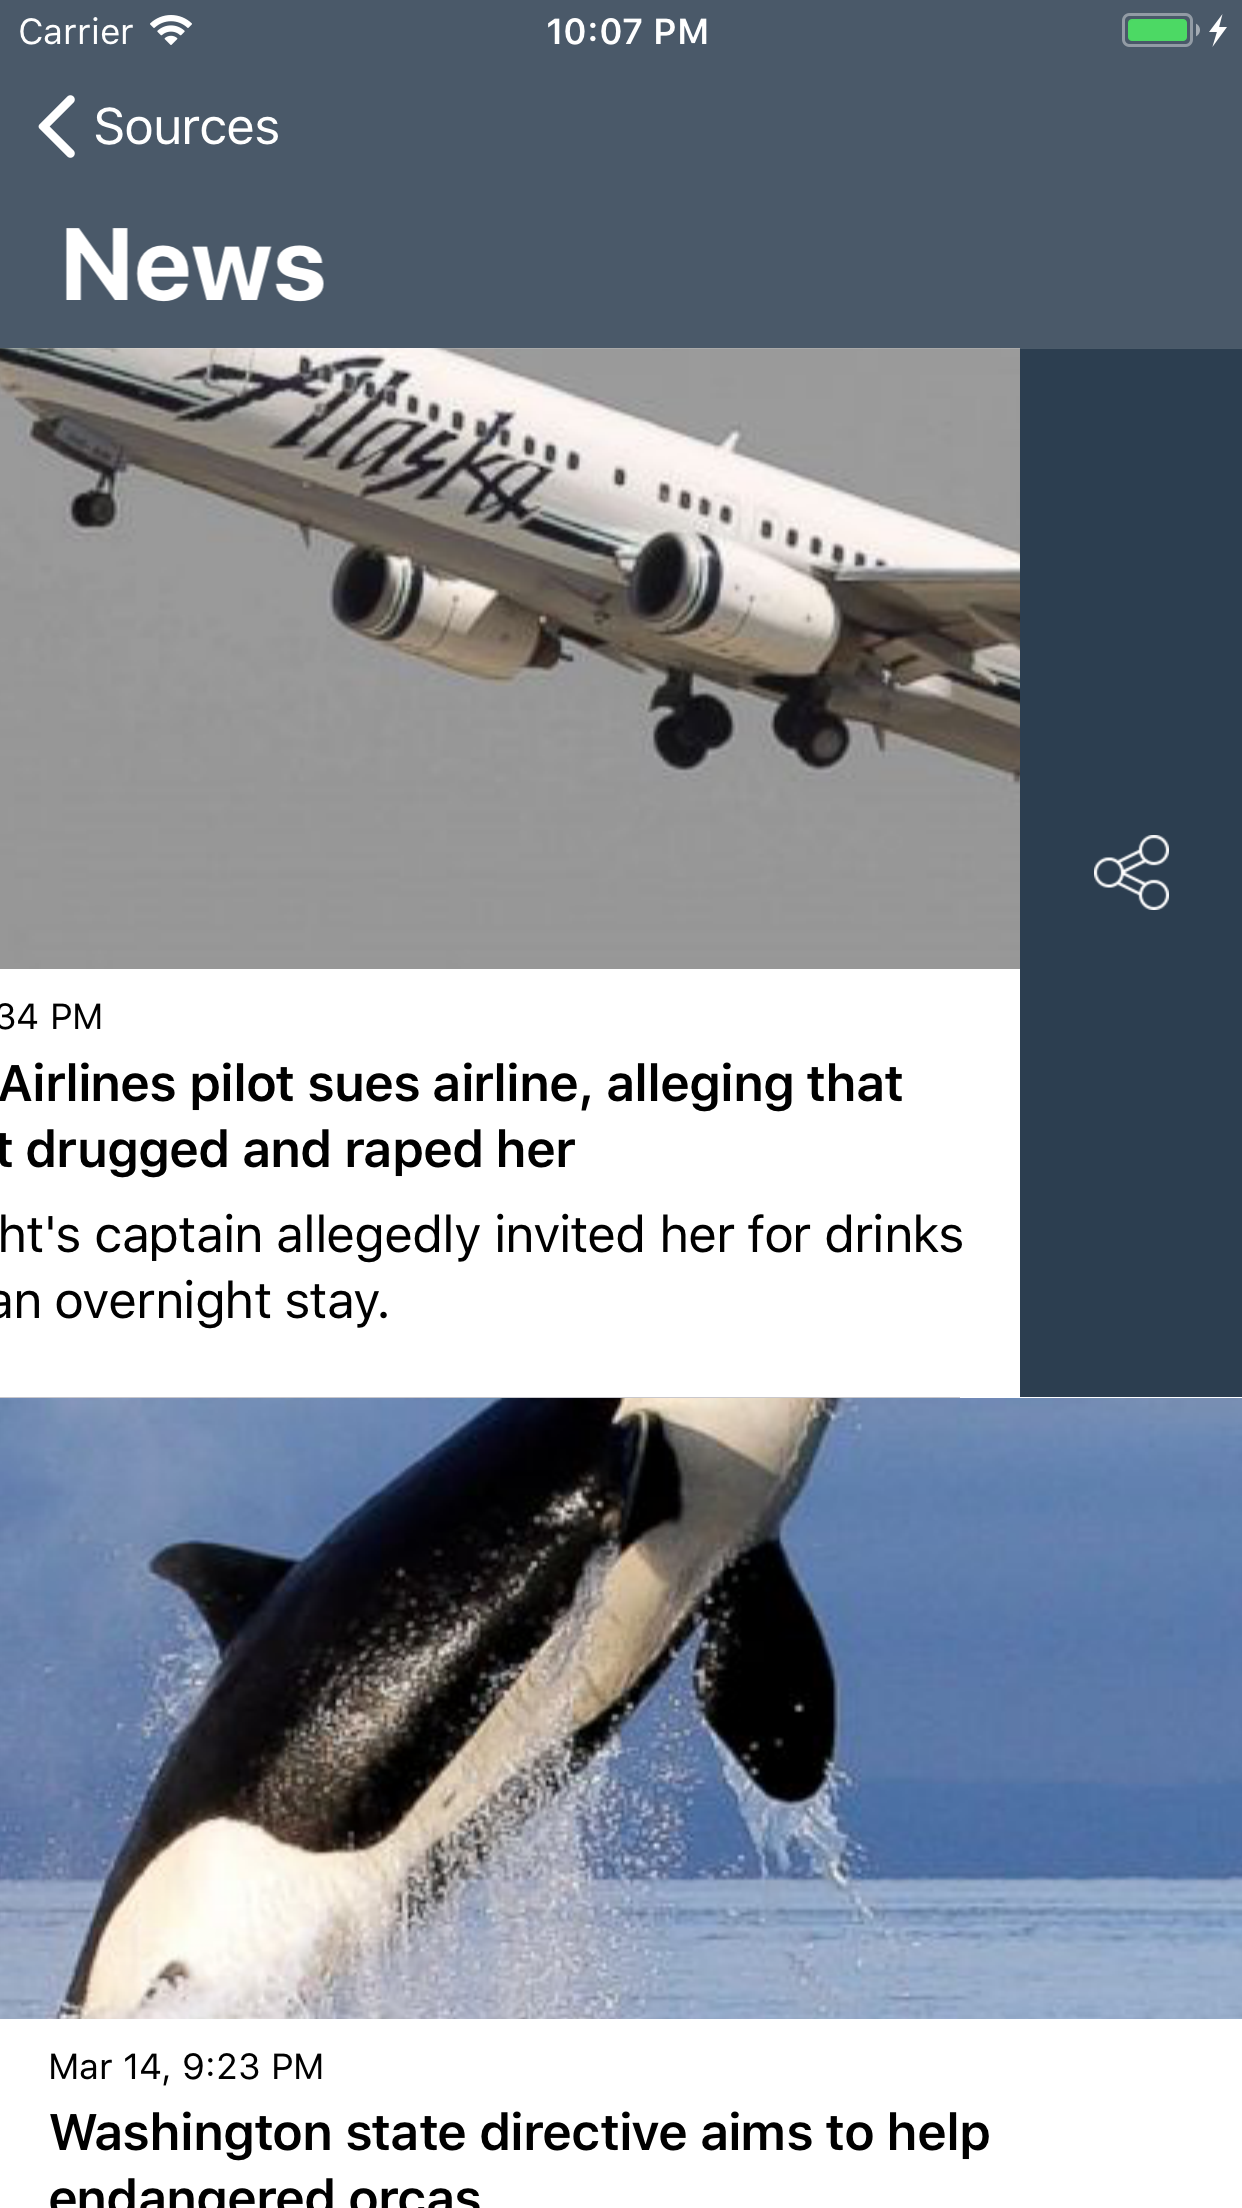 Carrier
10:07 PM
Sources
News
Alaska
34 PM
Airlines pilot sues airline, alleging that
t drugged and raped her
ht's captain allegedly invited her for drinks
an overnight stay.
Mar 14, 9:23 PM
Washington state directive aims to help
endangered orcas